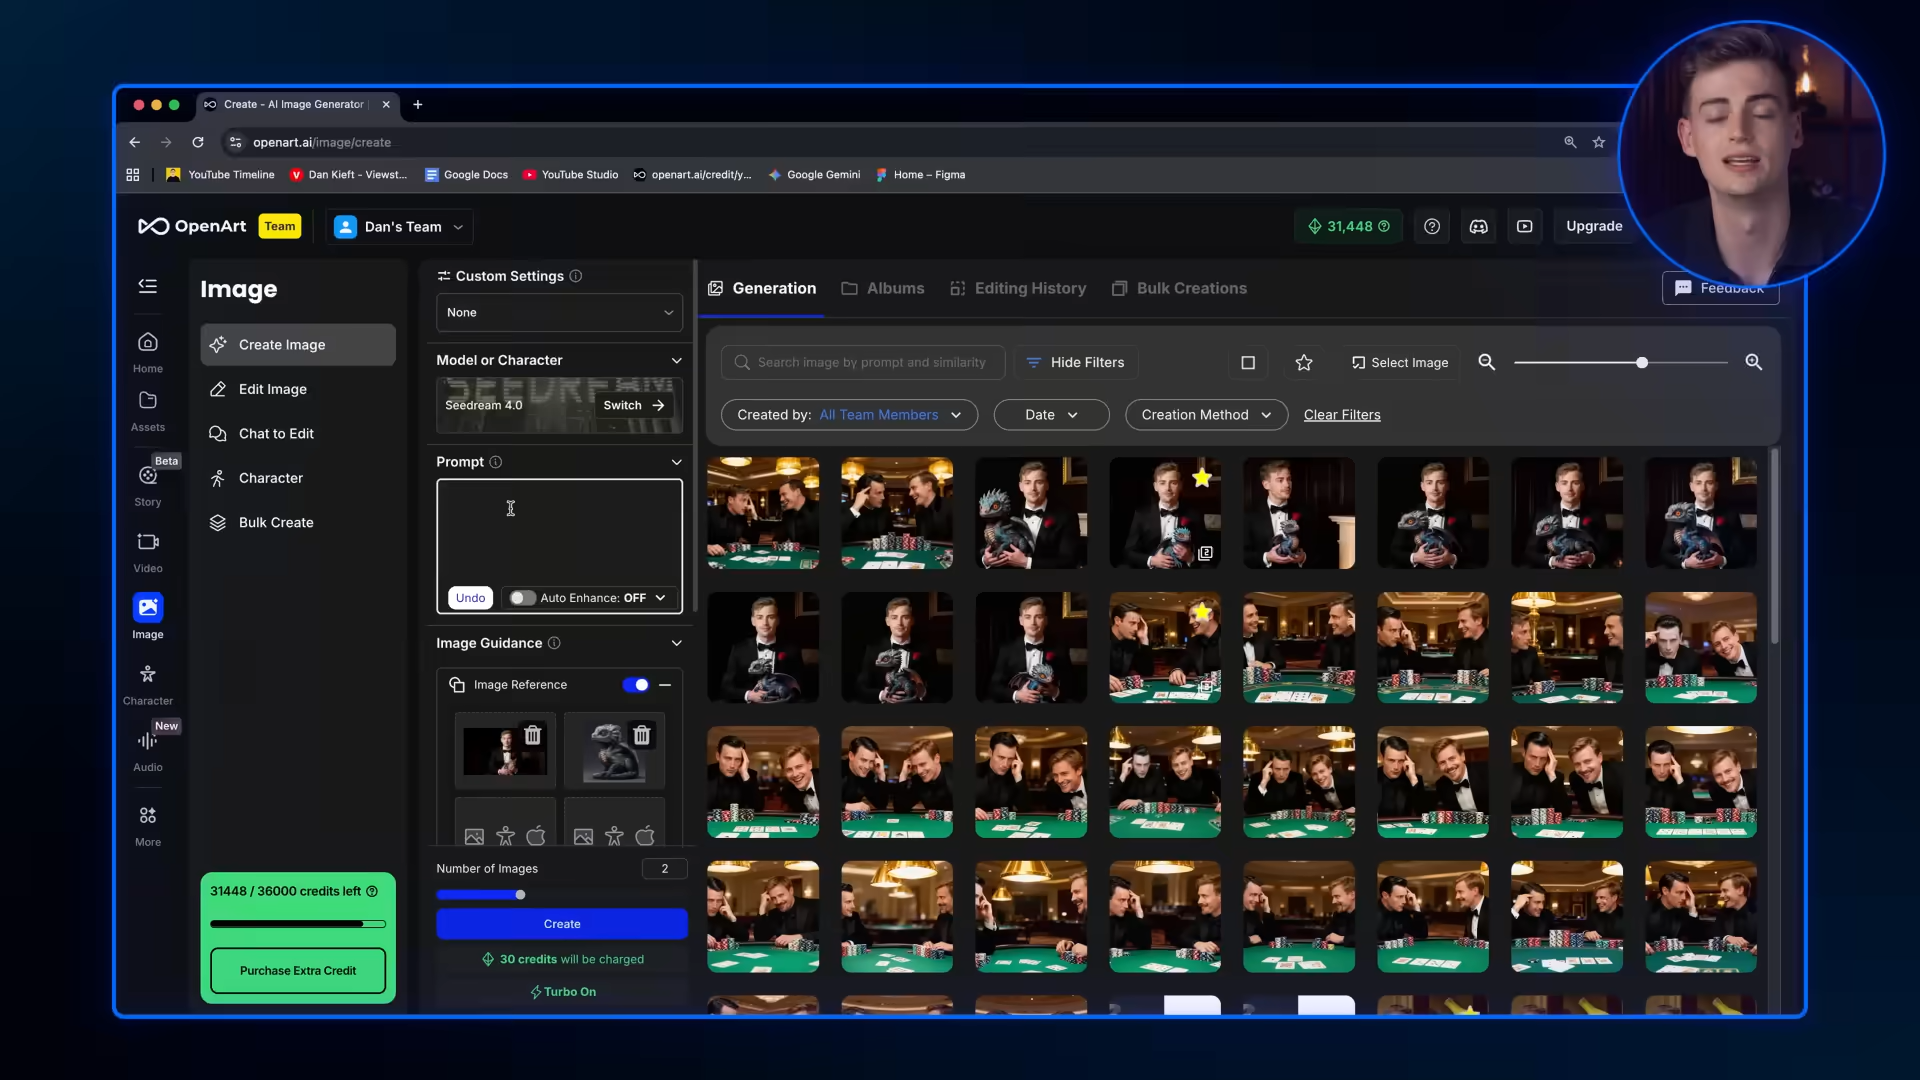 Create - AI Image Generator
openart.ai/image/create
YouTube Timeline
Dan Kieft - Viewst...
Google Docs
YouTube Studio
openart.ai/credit/y...
Google Gemini
Home – Figma
OpenArt
Team
Dan's Team
31,448
Upgrade
Image
Create Image
Edit Image
Chat to Edit
Character
Bulk Create
Home
Assets
Beta
Story
Video
Image
Character
New
Audio
More
31448 / 36000 credits left
Purchase Extra Credit
Custom Settings
None
Model or Character
SEEDREAM
Seedream 4.0
Switch
Prompt
Undo
Auto Enhance: OFF
Image Guidance
Image Reference
Number of Images
2
Create
30 credits will be charged
Turbo On
Generation
Albums
Editing History
Bulk Creations
Feedback
Search image by prompt and similarity
Hide Filters
Select Image
Created by: All Team Members
Date
Creation Method
Clear Filters
2